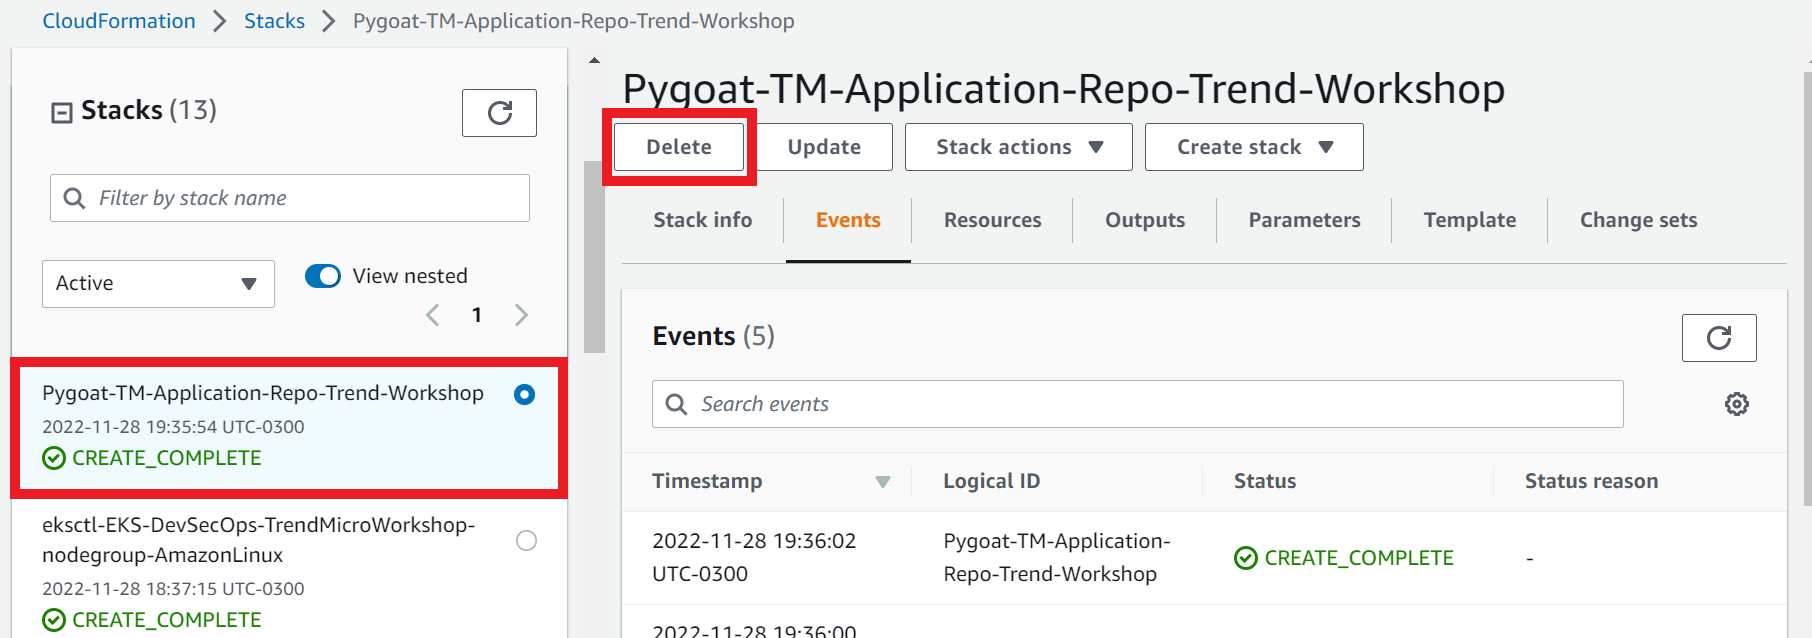 CloudFormation > Stacks > Pygoat-TM-Application-Repo-Trend-Workshop
Stacks (13)
Filter by stack name
Active
View nested
1
Pygoat-TM-Application-Repo-Trend-Workshop
2022-11-28 19:35:54 UTC-0300
CREATE_COMPLETE
eksctl-EKS-DevSecOps-TrendMicroWorkshop-
nodegroup-AmazonLinux
2022-11-28 18:37:15 UTC-0300
CREATE_COMPLETE
Pygoat-TM-Application-Repo-Trend-Workshop
Delete Update Stack actions Create stack
Stack info Events Resources Outputs Parameters Template Change sets
Events (5)
Search events
Timestamp Logical ID Status Status reason
2022-11-28 19:36:02 Pygoat-TM-Application- CREATE_COMPLETE -
UTC-0300 Repo-Trend-Workshop
2022-11-28 19:36:00